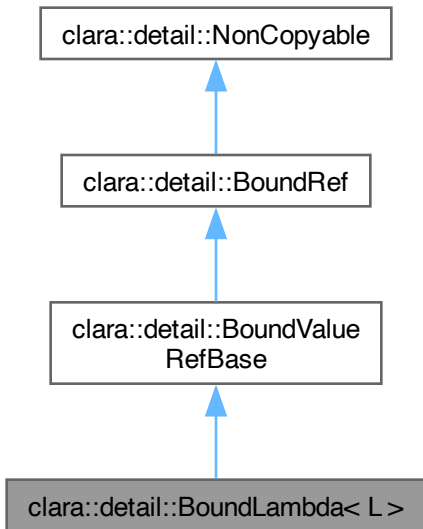 clara::detail::NonCopyable
clara::detail::BoundRef
clara::detail::BoundValue
RefBase
clara::detail::BoundLambda< L >